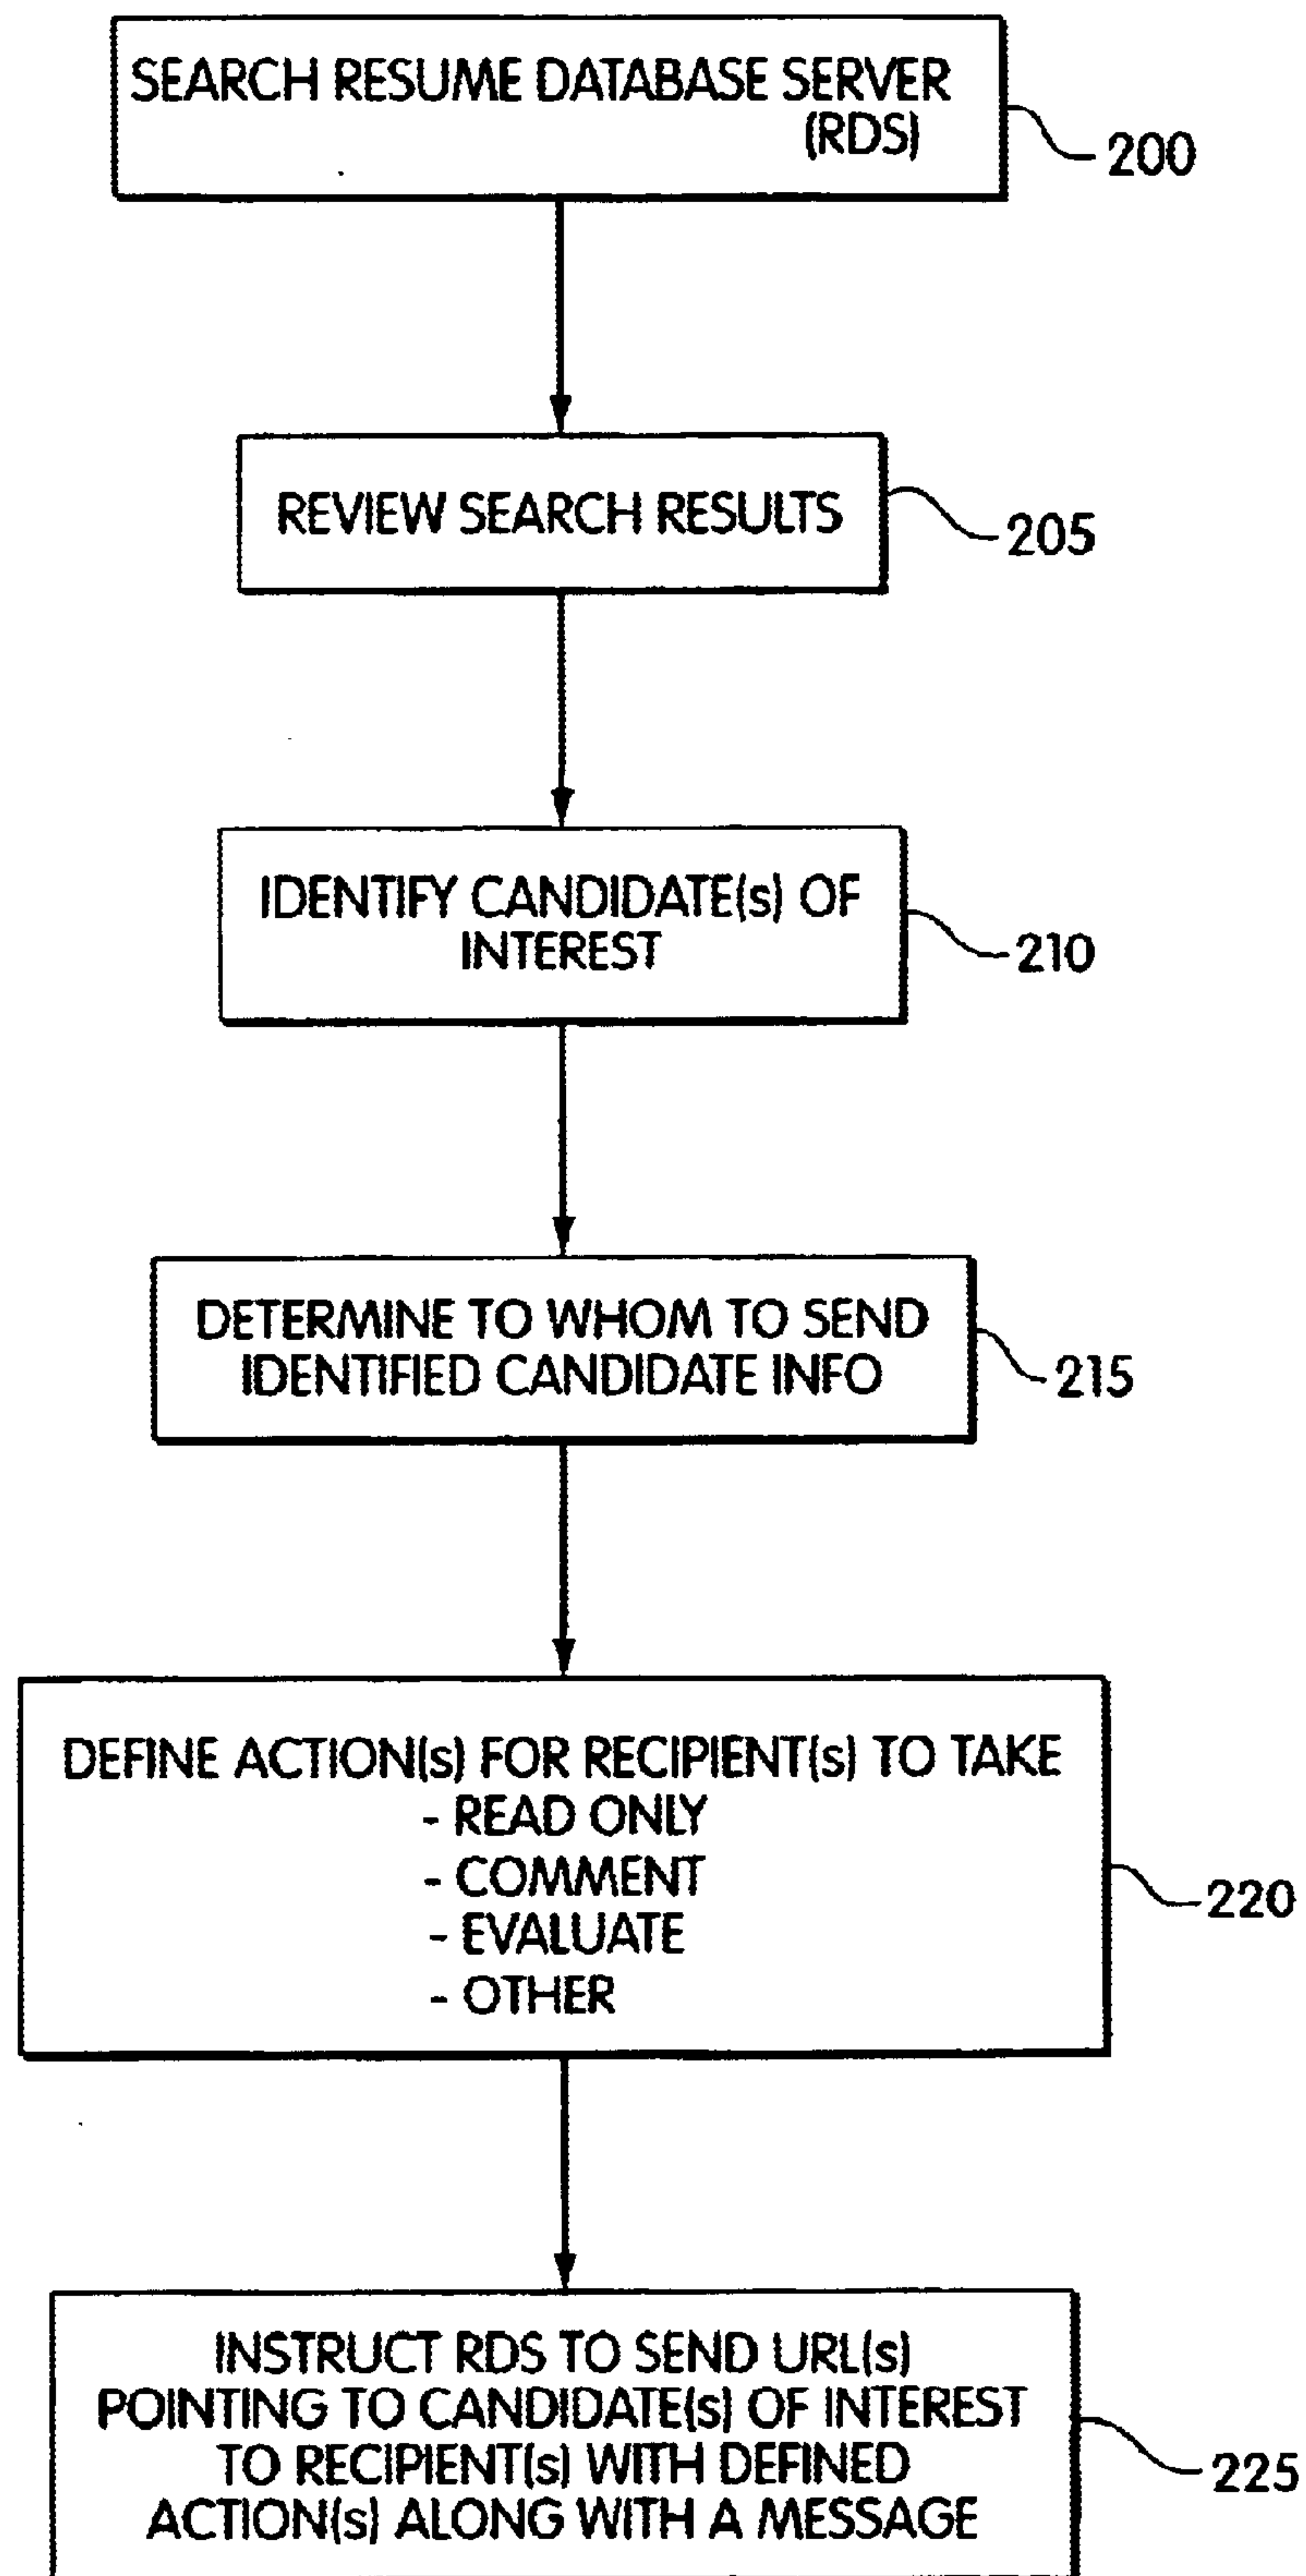 SEARCH RESUME DATABASE SERVER
(RDS)
200
REVIEW SEARCH RESULTS
205
IDENTIFY CANDIDATE(s) OF
INTEREST
210
DETERMINE TO WHOM TO SEND
IDENTIFIED CANDIDATE INFO
215
DEFINE ACTION(s) FOR RECIPIENT(s) TO TAKE
- READ ONLY
- COMMENT
- EVALUATE
- OTHER
220
INSTRUCT RDS TO SEND URL(s)
POINTING TO CANDIDATE(s) OF INTEREST
TO RECIPIENT(s) WITH DEFINED
ACTION(s) ALONG WITH A MESSAGE
225